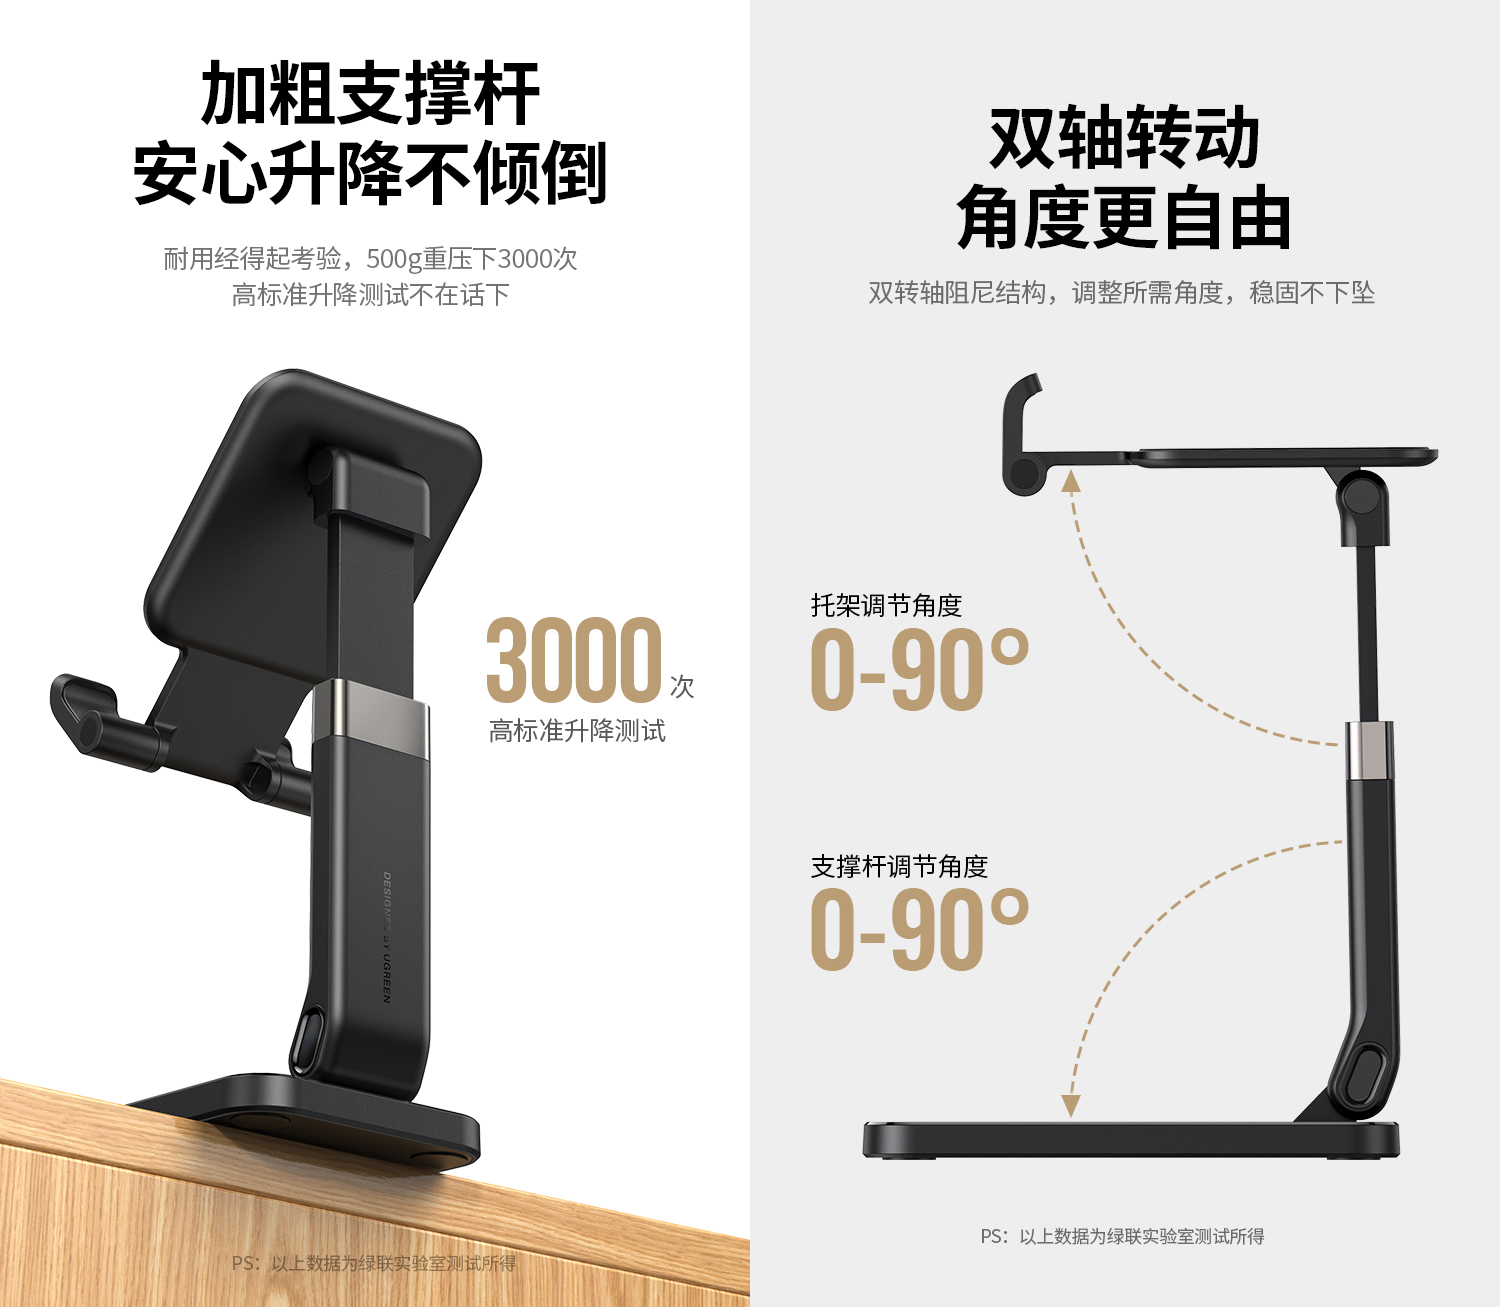 加粗支撑杆
安心升降不倾倒
耐用经得起考验，500g重压下3000次
高标准升降测试不在话下
3000次
高标准升降测试
DESIGNED BY UGREEN
PS：以上数据为绿联实验室测试所得
双轴转动
角度更自由
双转轴阻尼结构，调整所需角度，稳固不下坠
托架调节角度
0-90°
支撑杆调节角度
0-90°
PS：以上数据为绿联实验室测试所得